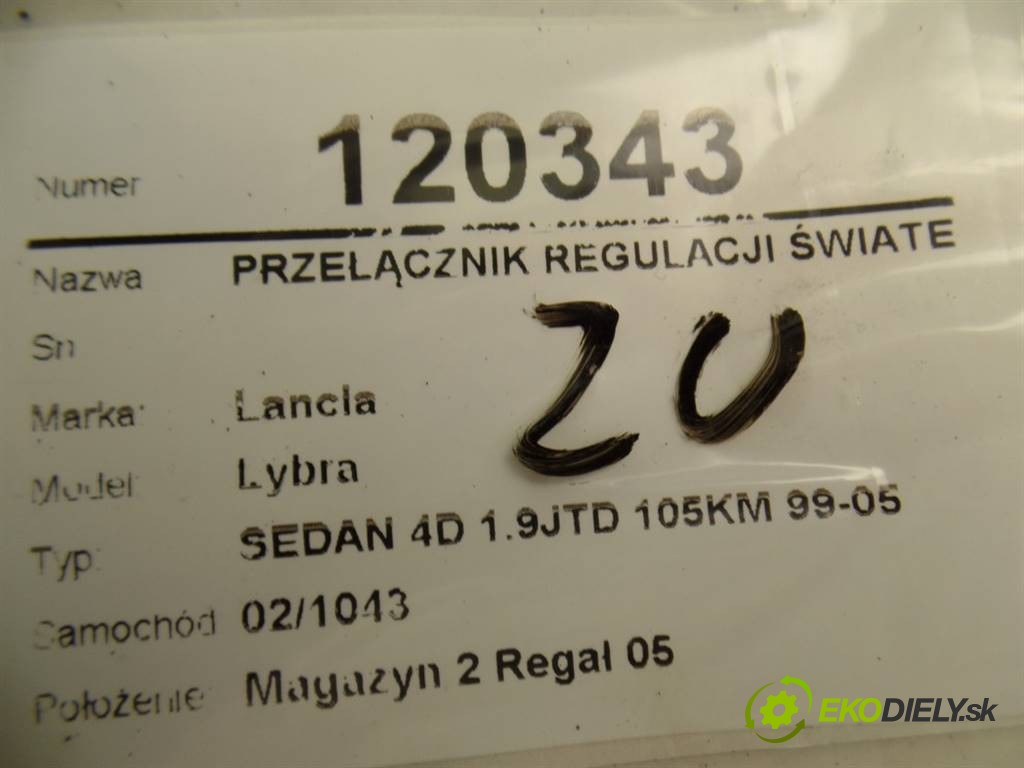 Numer 120343
Nazwa PRZEŁĄCZNIK REGULACJI ŚWIATE
Sn
Marka: Lancia
Model: Lybra
20
Typ: SEDAN 4D 1.9JTD 105KM 99-05
Samochód 02/1043
Położenie: Magazyn 2 Regał 05
EKODIELY.sk